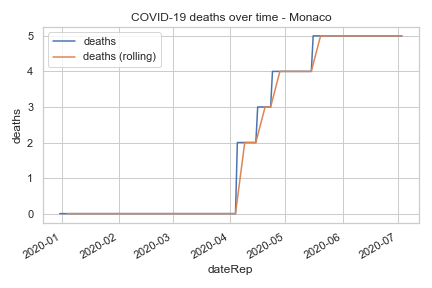 COVID-19 deaths over time - Monaco
deaths
deaths (rolling)
5
4
3
2
1
0
deaths
2020-01
2020-02
2020-03
2020-04
2020-05
2020-06
2020-07
dateRep